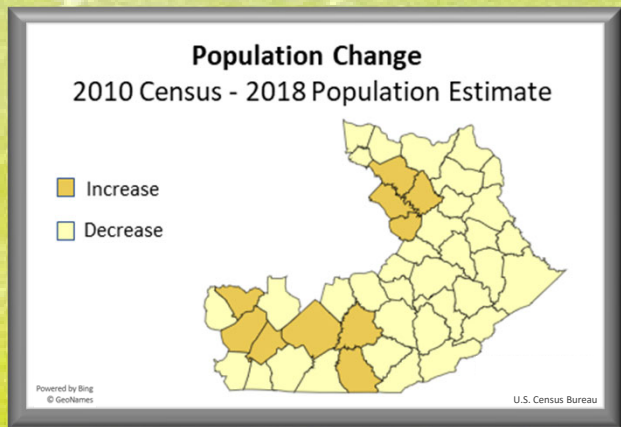 Population Change
2010 Census - 2018 Population Estimate
Increase
Decrease
Powered by Bing
© GeoNames
U.S. Census Bureau